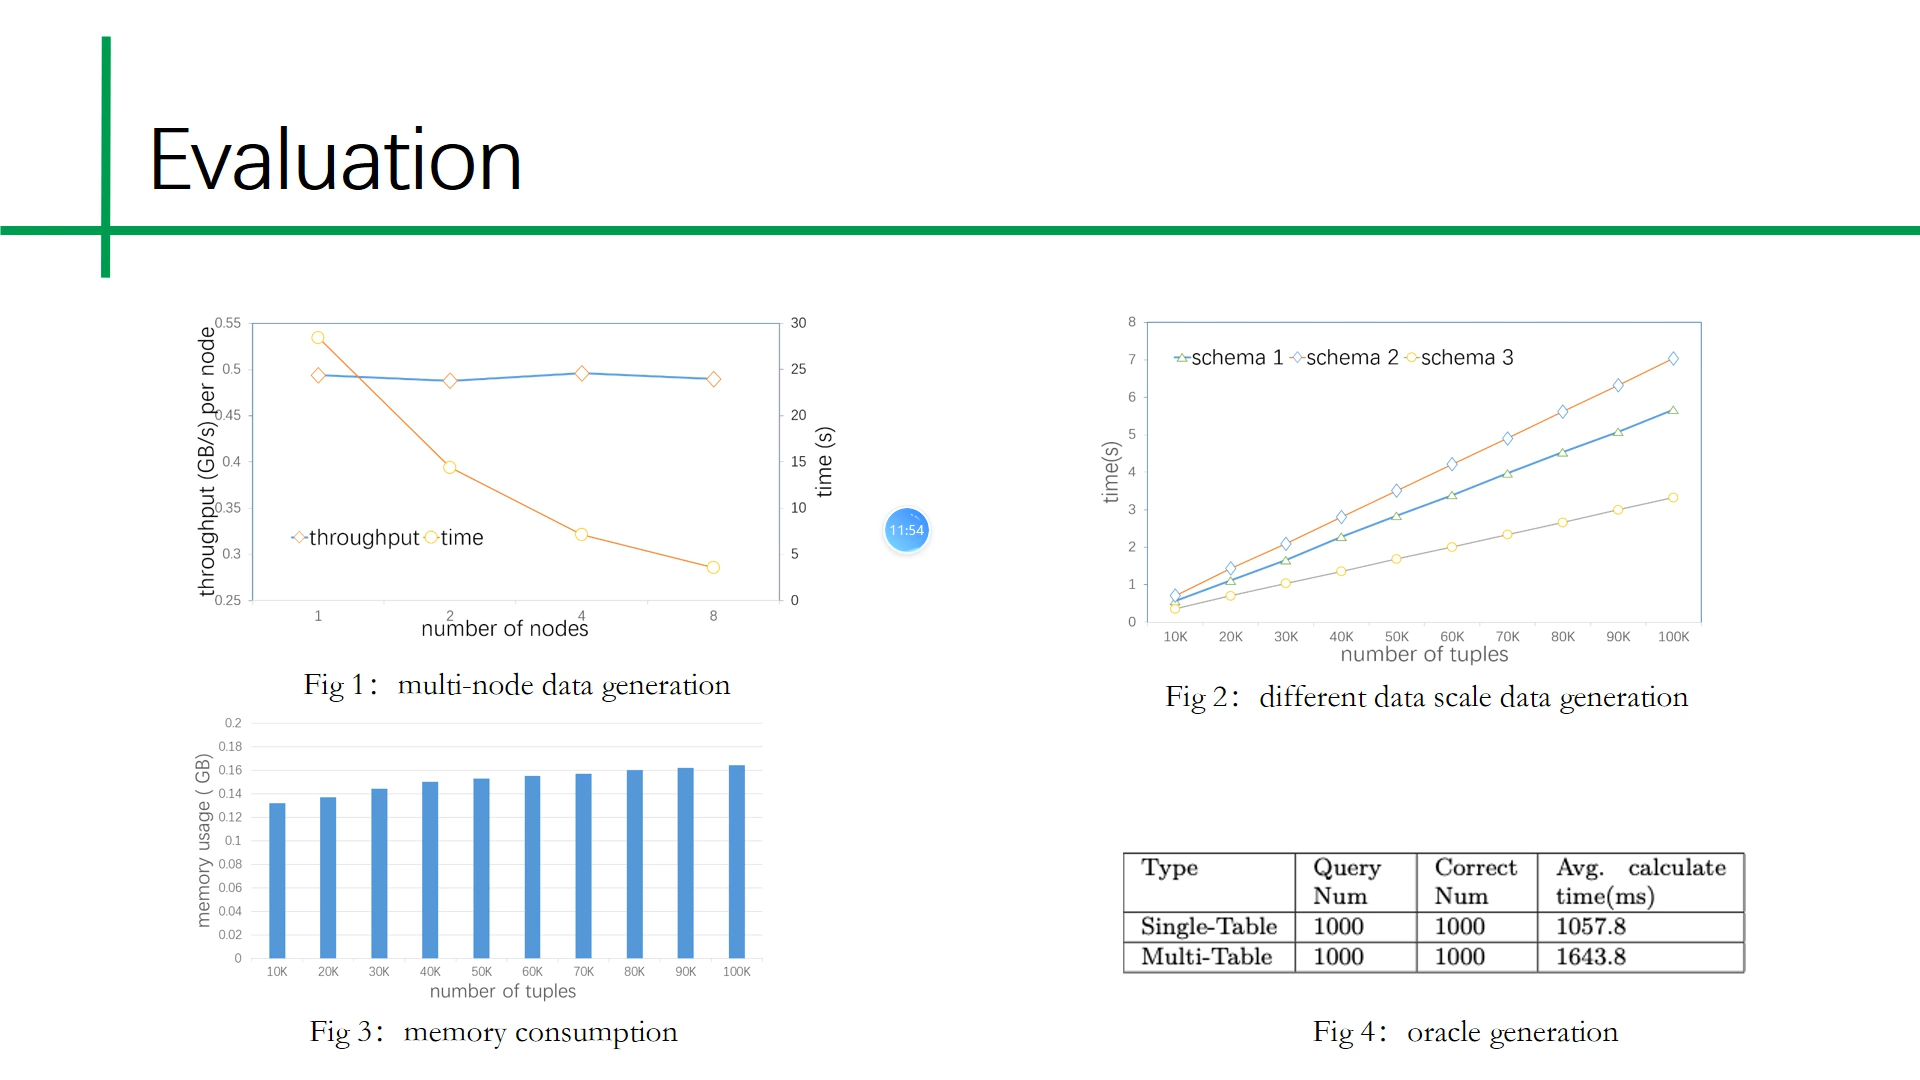 Evaluation
0.55
0.5
0.45
0.4
0.35
0.3
0.25
throughput (GB/s) per node
30
25
20
15
10
5
0
time (s)
throughput time
1 2 4 8
number of nodes
Fig 1： multi-node data generation
8
7
6
5
4
3
2
1
0
time(s)
schema 1 schema 2 schema 3
10K 20K 30K 40K 50K 60K 70K 80K 90K 100K
number of tuples
Fig 2： different data scale data generation
11:54
0.2
0.18
0.16
0.14
0.12
0.1
0.08
0.06
0.04
0.02
0
memory usage ( GB)
10K 20K 30K 40K 50K 60K 70K 80K 90K 100K
number of tuples
Fig 3： memory consumption
Type Query Num Correct Num Avg. calculate time(ms)
Single-Table 1000 1000 1057.8
Multi-Table 1000 1000 1643.8
Fig 4： oracle generation